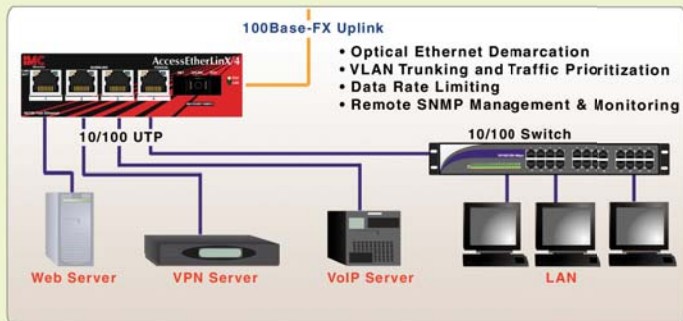 100Base-FX Uplink
IMC
AccessEtherLinX/4
• Optical Ethernet Demarcation
• VLAN Trunking and Traffic Prioritization
• Data Rate Limiting
• Remote SNMP Management & Monitoring
10/100 UTP
10/100 Switch
Web Server
VPN Server
VoIP Server
LAN